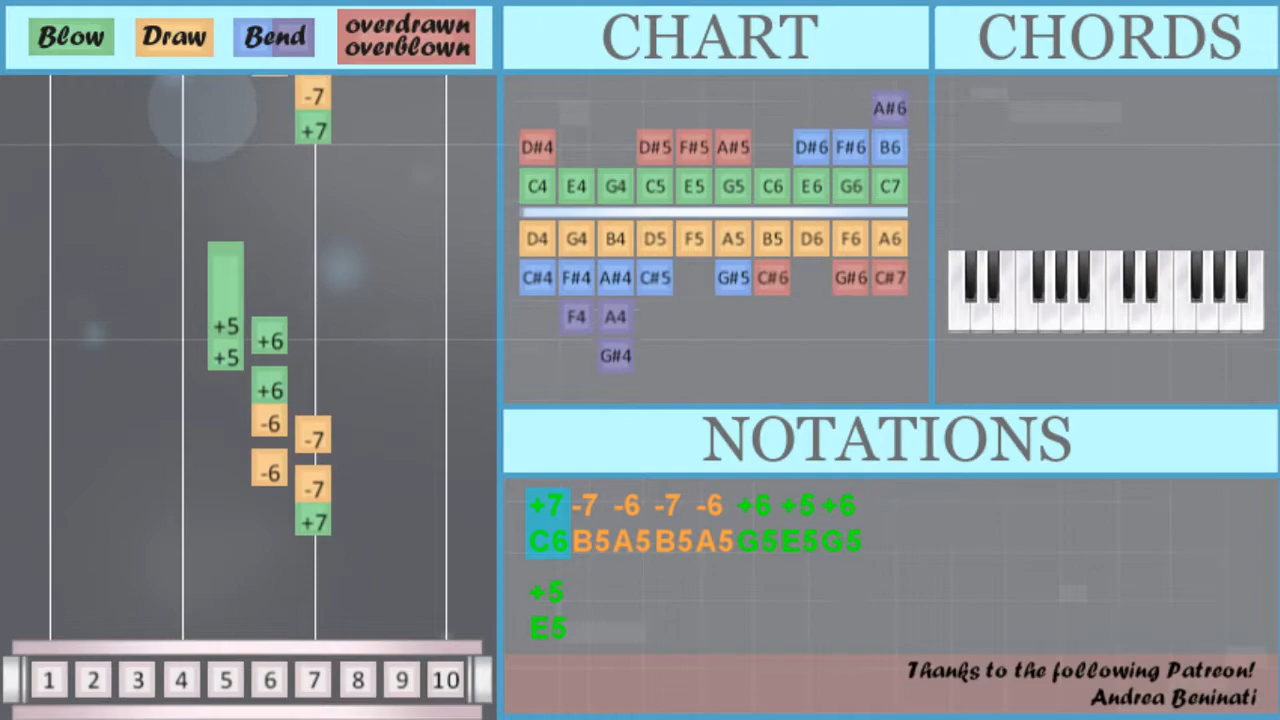 Blow Draw Bend overdrawn overblown
CHART
CHORDS
-7
+7
+5
+6
+5
+6
-6
-7
-6
-7
+7
A#6
D#4 D#5 F#5 A#5 D#6 F#6 B6
C4 E4 G4 C5 E5 G5 C6 E6 G6 C7
D4 G4 B4 D5 F5 A5 B5 D6 F6 A6
C#4 F#4 A#4 C#5 G#5 C#6 G#6 C#7
F4 A4
G#4
NOTATIONS
+7 -7 -6 -7 -6 +6 +5 +6
C6 B5 A5 B5 A5 G5 E5 G5
+5
E5
1 2 3 4 5 6 7 8 9 10
Thanks to the following Patreon!
Andrea Beninati